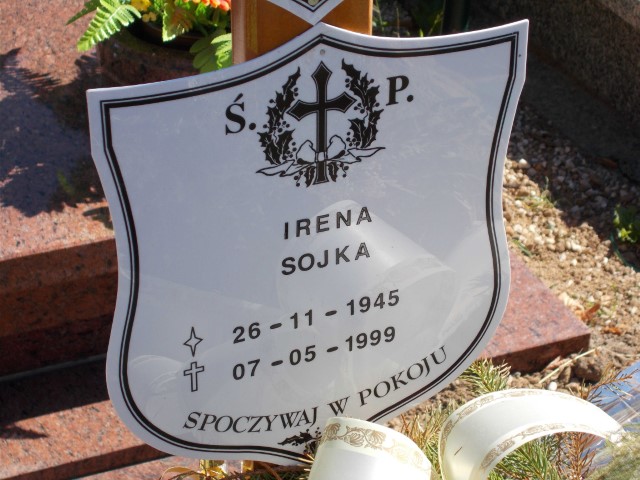 Ś. P.
IRENA
SOJKA
26-11-1945
07-05-1999
SPOCZYWAJ W POKOJU